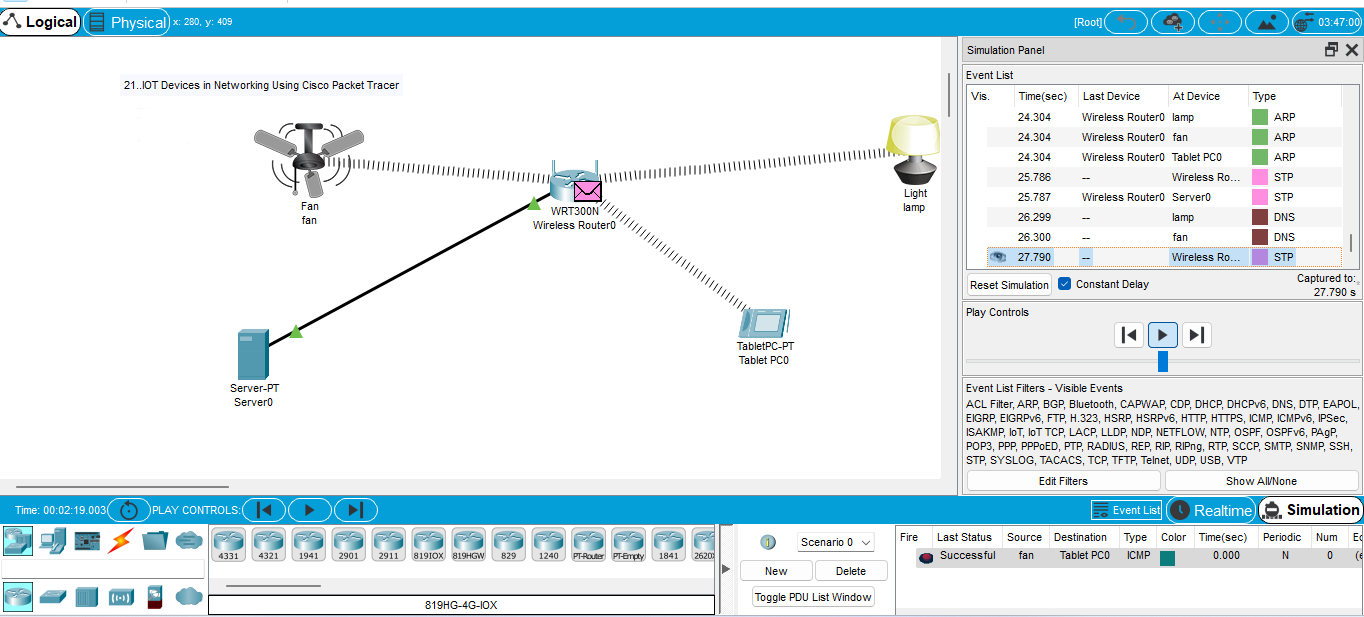 Logical Physical x: 280, y: 409 [Root] 03:47:00
21..IOT Devices in Networking Using Cisco Packet Tracer
Fan
fan
WRT300N
Wireless Router0
Light
lamp
TabletPC-PT
Tablet PC0
Server-PT
Server0
Simulation Panel
Event List
Vis. Time(sec) Last Device At Device Type
24.304 Wireless Router0 lamp ARP
24.304 Wireless Router0 fan ARP
24.304 Wireless Router0 Tablet PC0 ARP
25.786 -- Wireless Ro... STP
25.787 Wireless Router0 Server0 STP
26.299 -- lamp DNS
26.300 -- fan DNS
27.790 -- Wireless Ro... STP
Reset Simulation Constant Delay Captured to:
27.790 s
Play Controls
Event List Filters - Visible Events
ACL Filter, ARP, BGP, Bluetooth, CAPWAP, CDP, DHCP, DHCPv6, DNS, DTP, EAPOL,
EIGRP, EIGRPv6, FTP, H.323, HSRP, HSRPv6, HTTP, HTTPS, ICMP, ICMPv6, IPSec,
ISAKMP, IoT, IoT TCP, LACP, LLDP, NDP, NETFLOW, NTP, OSPF, OSPFv6, PAgP,
POP3, PPP, PPPoED, PTP, RADIUS, REP, RIP, RIPng, RTP, SCCP, SMTP, SNMP, SSH,
STP, SYSLOG, TACACS, TCP, TFTP, Telnet, UDP, USB, VTP
Edit Filters Show All/None
Time: 00:02:19.003 PLAY CONTROLS: Event List Realtime Simulation
4331 4321 1941 2901 2911 819IOX 819HGW 829 1240 PT-Router PT-Empty 1841 2620X
819HG-4G-IOX
Scenario 0
New Delete
Toggle PDU List Window
Fire Last Status Source Destination Type Color Time(sec) Periodic Num Ec
Successful fan Tablet PC0 ICMP 0.000 N 0 (e